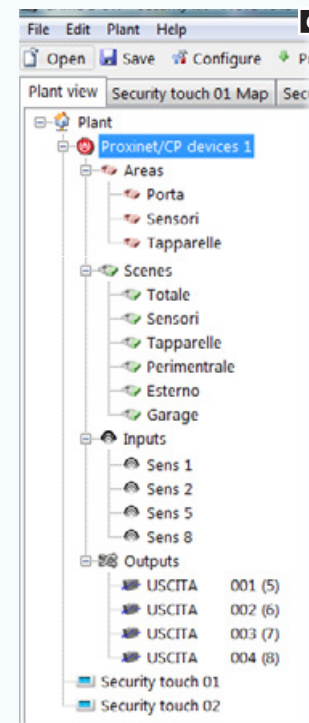 File Edit Plant Help
Open Save Configure
Plant view Security touch 01 Map
Plant
Proxinet/CP devices 1
Areas
Porta
Sensori
Tapparelle
Scenes
Totale
Sensori
Tapparelle
Perimentrale
Esterno
Garage
Inputs
Sens 1
Sens 2
Sens 5
Sens 8
Outputs
USCITA 001 (5)
USCITA 002 (6)
USCITA 003 (7)
USCITA 004 (8)
Security touch 01
Security touch 02